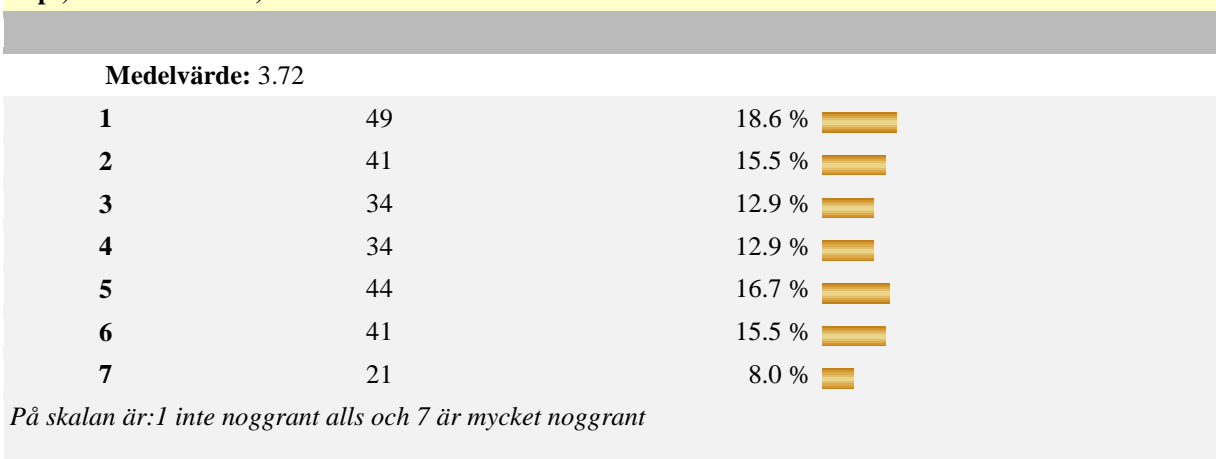 Medelvärde: 3.72
1 49 18.6 %
2 41 15.5 %
3 34 12.9 %
4 34 12.9 %
5 44 16.7 %
6 41 15.5 %
7 21 8.0 %
På skalan är:1 inte noggrant alls och 7 är mycket noggrant